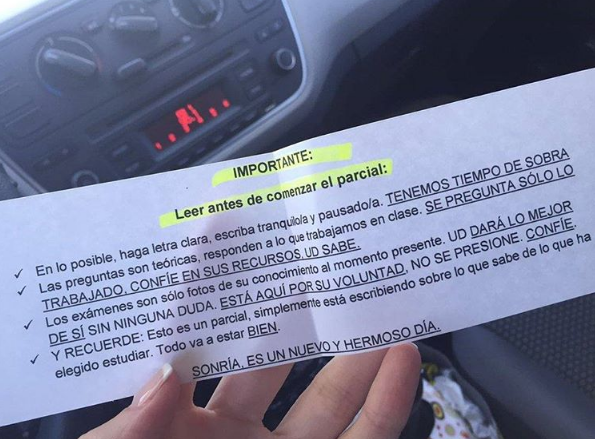 IMPORTANTE:
Leer antes de comenzar el parcial:
✓ En lo posible, haga letra clara, escriba tranquilo/a y pausado/a. TENEMOS TIEMPO DE SOBRA
✓ Las preguntas son teóricas, responden a lo que trabajamos en clase. SE PREGUNTA SÓLO LO
TRABAJADO, CONFÍE EN SUS RECURSOS, UD SABE.
✓ Los exámenes son sólo fotos de su conocimiento al momento presente. UD DARÁ LO MEJOR
DE SÍ SIN NINGUNA DUDA. ESTÁ AQUÍ POR SU VOLUNTAD, NO SE PRESIONE. CONFÍE.
✓ Y RECUERDE: Esto es un parcial, simplemente está escribiendo sobre lo que sabe de lo que ha
elegido estudiar. Todo va a estar BIEN.
SONRÍA, ES UN NUEVO Y HERMOSO DÍA.